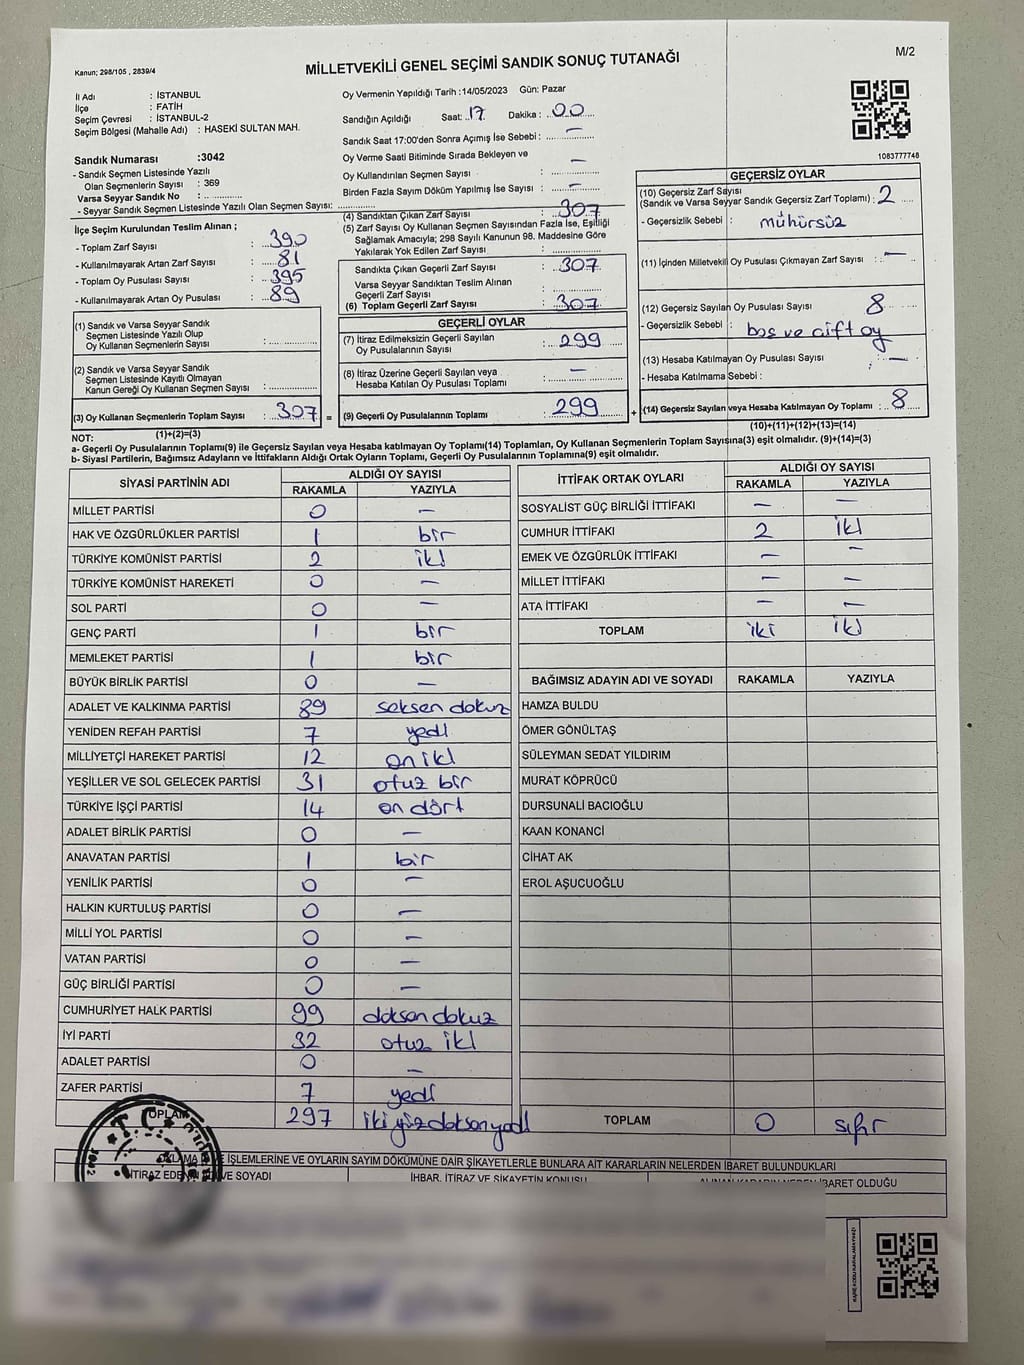 Kanun; 298/105 , 2839/4
MİLLETVEKİLİ GENEL SEÇİMİ SANDIK SONUÇ TUTANAĞI
M/2
İl Adı : İSTANBUL
İlçe : FATİH
Seçim Çevresi : İSTANBUL-2
Seçim Bölgesi (Mahalle Adı) : HASEKİ SULTAN MAH.
Sandık Numarası :3042
- Sandık Seçmen Listesinde Yazılı
Olan Seçmenlerin Sayısı : 369
Varsa Seyyar Sandık No :
- Seyyar Sandık Seçmen Listesinde Yazılı Olan Seçmen Sayısı:
İlçe Seçim Kurulundan Teslim Alınan ;
- Toplam Zarf Sayısı : 390
- Kullanılmayarak Artan Zarf Sayısı : 81
- Toplam Oy Pusulası Sayısı : 395
- Kullanılmayarak Artan Oy Pusulası : 89
(1) Sandık ve Varsa Seyyar Sandık
Seçmen Listesinde Yazılı Olup
Oy Kullanan Seçmenlerin Sayısı :
(2) Sandık ve Varsa Seyyar Sandık
Seçmen Listesinde Kayıtlı Olmayan
Kanun Gereği Oy Kullanan Seçmen Sayısı :
(3) Oy Kullanan Seçmenlerin Toplam Sayısı : 307 =
(1)+(2)=(3)
Oy Vermenin Yapıldığı Tarih :14/05/2023 Gün: Pazar
Sandığın Açıldığı Saat: 17 Dakika : 00
Sandık Saat 17:00'den Sonra Açımış İse Sebebi : —
Oy Verme Saati Bitiminde Sırada Bekleyen ve
Oy Kullandırılan Seçmen Sayısı : —
Birden Fazla Sayım Döküm Yapılmış İse Sayısı : —
(4) Sandıktan Çıkan Zarf Sayısı : 307
(5) Zarf Sayısı Oy Kullanan Seçmen Sayısından Fazla İse, Eşitliği
Sağlamak Amacıyla; 298 Sayılı Kanunun 98. Maddesine Göre
Yakılarak Yok Edilen Zarf Sayısı :
Sandıkta Çıkan Geçerli Zarf Sayısı : 307
Varsa Seyyar Sandıktan Teslim Alınan
Geçerli Zarf Sayısı :
(6) Toplam Geçerli Zarf Sayısı : 307
GEÇERLİ OYLAR
(7) İtiraz Edilmeksizin Geçerli Sayılan
Oy Pusulalarının Sayısı : 299
(8) İtiraz Üzerine Geçerli Sayılan veya
Hesaba Katılan Oy Pusulası Toplamı : —
(9) Geçerli Oy Pusulalarının Toplamı : 299 +
1083777748
GEÇERSİZ OYLAR
(10) Geçersiz Zarf Sayısı
(Sandık ve Varsa Seyyar Sandık Geçersiz Zarf Toplamı) : 2
- Geçersizlik Sebebi : mühürsüz
(11) İçinden Milletvekili Oy Pusulası Çıkmayan Zarf Sayısı : —
(12) Geçersiz Sayılan Oy Pusulası Sayısı : 8
- Geçersizlik Sebebi : boş ve çift oy
(13) Hesaba Katılmayan Oy Pusulası Sayısı : —
- Hesaba Katılmama Sebebi :
(14) Geçersiz Sayılan veya Hesaba Katılmayan Oy Toplamı : 8
(10)+(11)+(12)+(13)=(14)
NOT:
a- Geçerli Oy Pusulalarının Toplamı(9) ile Geçersiz Sayılan veya Hesaba katılmayan Oy Toplamı(14) Toplamları, Oy Kullanan Seçmenlerin Toplam Sayısına(3) eşit olmalıdır. (9)+(14)=(3)
b- Siyasi Partilerin, Bağımsız Adayların ve İttifakların Aldığı Ortak Oyların Toplamı, Geçerli Oy Pusulalarının Toplamına(9) eşit olmalıdır.
SİYASİ PARTİNİN ADI ALDIĞI OY SAYISI
RAKAMLA YAZIYLA
MİLLET PARTİSİ 0 —
HAK VE ÖZGÜRLÜKLER PARTİSİ 1 bir
TÜRKİYE KOMÜNİST PARTİSİ 2 iki
TÜRKİYE KOMÜNİST HAREKETİ 0 —
SOL PARTİ 0 —
GENÇ PARTİ 1 bir
MEMLEKET PARTİSİ 1 bir
BÜYÜK BİRLİK PARTİSİ 0 —
ADALET VE KALKINMA PARTİSİ 89 seksen dokuz
YENİDEN REFAH PARTİSİ 7 yedi
MİLLİYETÇİ HAREKET PARTİSİ 12 on iki
YEŞİLLER VE SOL GELECEK PARTİSİ 31 otuz bir
TÜRKİYE İŞÇİ PARTİSİ 14 on dört
ADALET BİRLİK PARTİSİ 0 —
ANAVATAN PARTİSİ 1 bir
YENİLİK PARTİSİ 0 —
HALKIN KURTULUŞ PARTİSİ 0 —
MİLLİ YOL PARTİSİ 0 —
VATAN PARTİSİ 0 —
GÜÇ BİRLİĞİ PARTİSİ 0 —
CUMHURİYET HALK PARTİSİ 99 doksan dokuz
İYİ PARTİ 32 otuz iki
ADALET PARTİSİ 0 —
ZAFER PARTİSİ 7 yedi
TOPLAM 297 iki yüz doksan yedi
İTTİFAK ORTAK OYLARI ALDIĞI OY SAYISI
RAKAMLA YAZIYLA
SOSYALİST GÜÇ BİRLİĞİ İTTİFAKI — —
CUMHUR İTTİFAKI 2 iki
EMEK VE ÖZGÜRLÜK İTTİFAKI — —
MİLLET İTTİFAKI — —
ATA İTTİFAKI — —
TOPLAM iki iki
BAĞIMSIZ ADAYIN ADI VE SOYADI RAKAMLA YAZIYLA
HAMZA BULDU
ÖMER GÖNÜLTAŞ
SÜLEYMAN SEDAT YILDIRIM
MURAT KÖPRÜCÜ
DURSUNALİ BACIOĞLU
KAAN KONANCİ
CİHAT AK
EROL AŞUCUOĞLU
TOPLAM 0 sıfır
T.C.
3042
İŞLEMLERİNE VE OYLARIN SAYIM DÖKÜMÜNE DAİR ŞİKAYETLERLE BUNLARA AİT KARARLARIN NELERDEN İBARET BULUNDUKLARI
İTİRAZ EDENİN ADI VE SOYADI
İHBAR, İTİRAZ VE ŞİKAYETİN KONUSU
ALINAN KARARIN NEDEN İBARET OLDUĞU